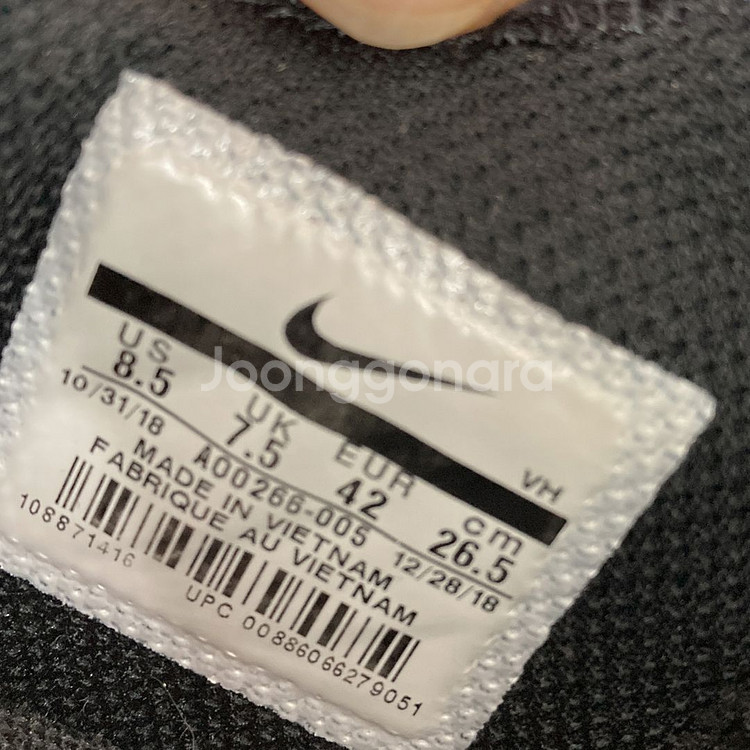 VH
US UK EUR cm
8.5 7.5 42 26.5
10/31/18 AO0266-005 12/28/18
MADE IN VIETNAM
FABRIQUE AU VIETNAM
108871416
UPC 00886066279051
Joonggonara